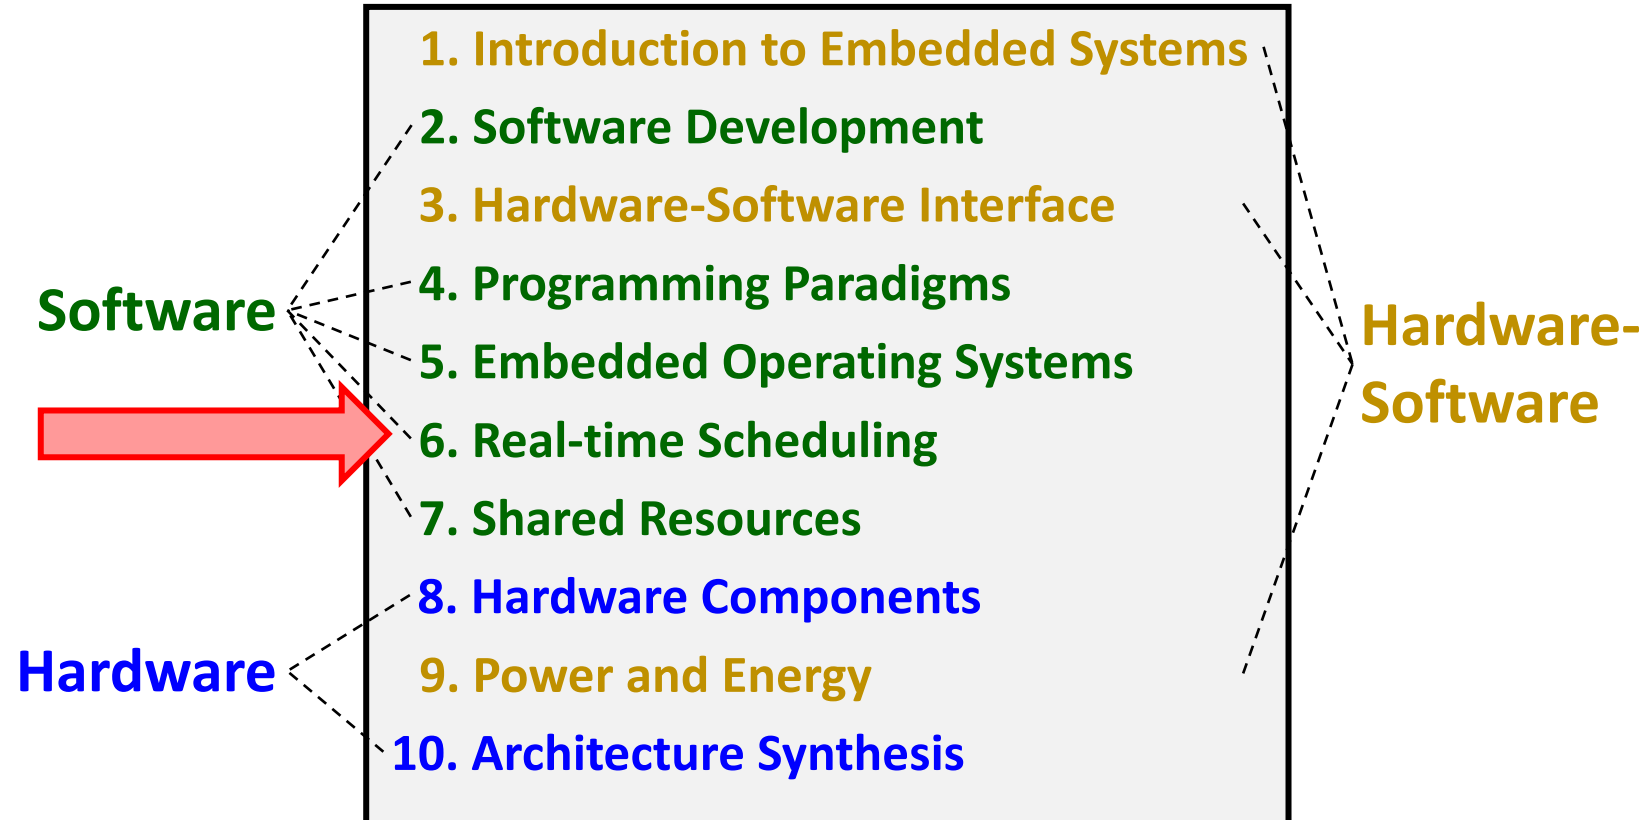 1. Introduction to Embedded Systems
2. Software Development
3. Hardware-Software Interface
4. Programming Paradigms
5. Embedded Operating Systems
6. Real-time Scheduling
7. Shared Resources
8. Hardware Components
9. Power and Energy
10. Architecture Synthesis
Software
Hardware
Hardware-
Software